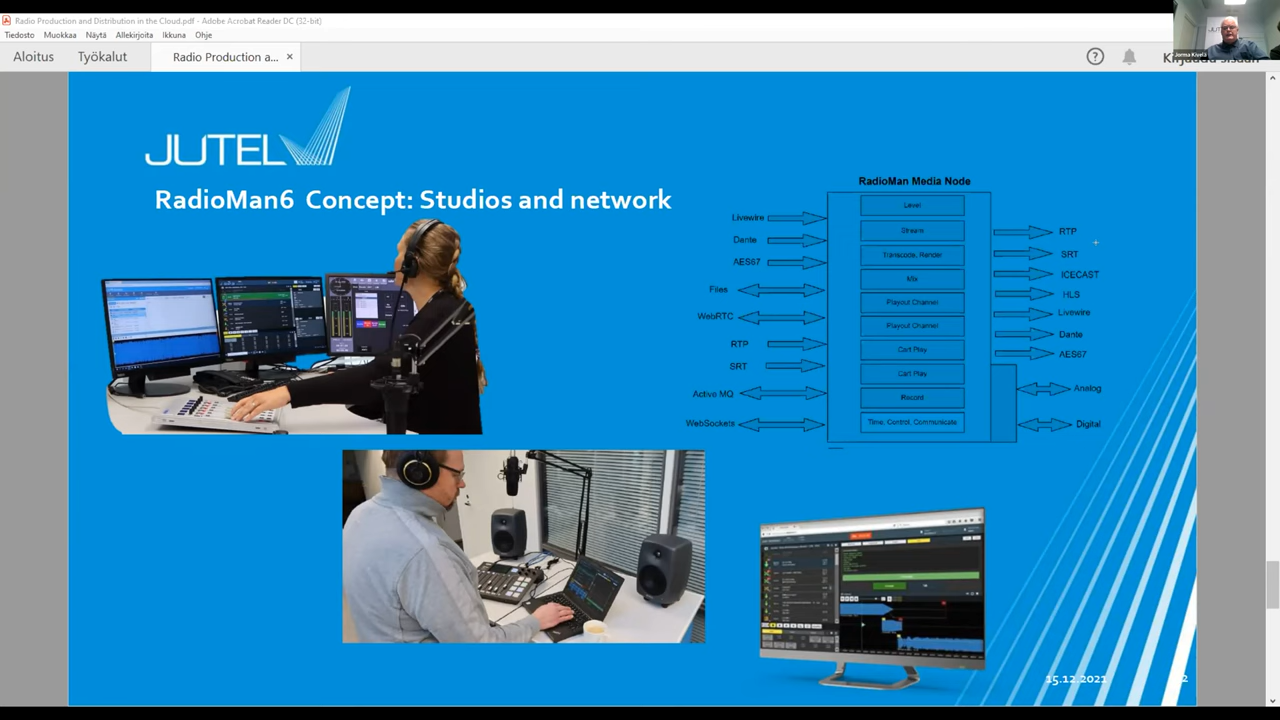 Radio Production and Distribution in the Cloud.pdf - Adobe Acrobat Reader DC (32-bit)
Tiedosto Muokkaa Näytä Allekirjoita Ikkuna Ohje
Aloitus Työkalut Radio Production a... ×
Jorma Kivelä
JUTEL
RadioMan6 Concept: Studios and network
RadioMan Media Node
Livewire
Dante
AES67
Files
WebRTC
RTP
SRT
Active MQ
WebSockets
Level
Stream
Transcode, Render
Mix
Playout Channel
Playout Channel
Cart Play
Cart Play
Record
Time, Control, Communicate
RTP
SRT
ICECAST
HLS
Livewire
Dante
AES67
Analog
Digital
15.12.2021